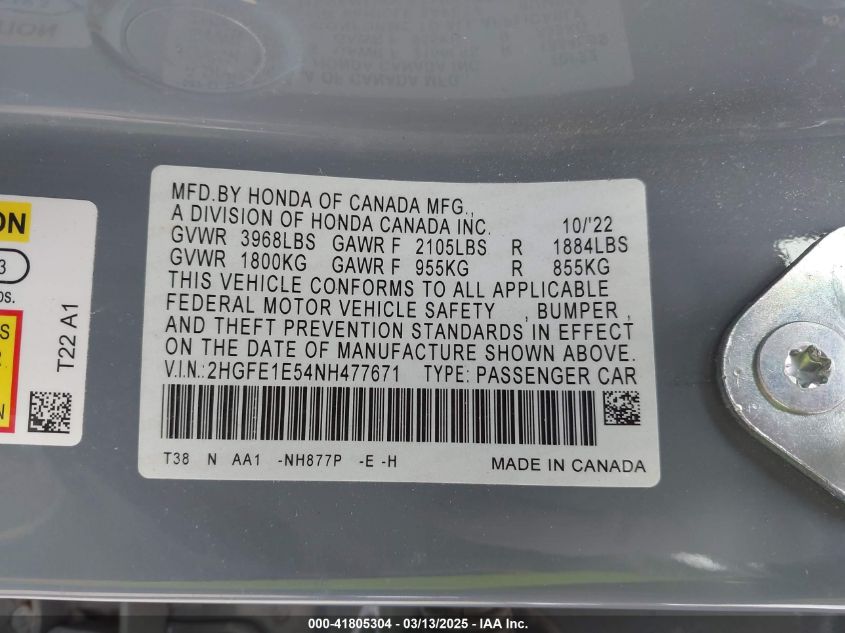 MFD.BY HONDA OF CANADA MFG.,
A DIVISION OF HONDA CANADA INC. 10/'22
GVWR 3968LBS GAWR F 2105LBS R 1884LBS
GVWR 1800KG GAWR F 955KG R 855KG
THIS VEHICLE CONFORMS TO ALL APPLICABLE
FEDERAL MOTOR VEHICLE SAFETY , BUMPER ,
AND THEFT PREVENTION STANDARDS IN EFFECT
ON THE DATE OF MANUFACTURE SHOWN ABOVE.
V.I.N.:2HGFE1E54NH477671 TYPE: PASSENGER CAR
T38 N AA1 -NH877P -E -H MADE IN CANADA
ON
3
S
N
T22 A1
000-41805304 / 03/13/2025 / Copyright IAA, Inc.